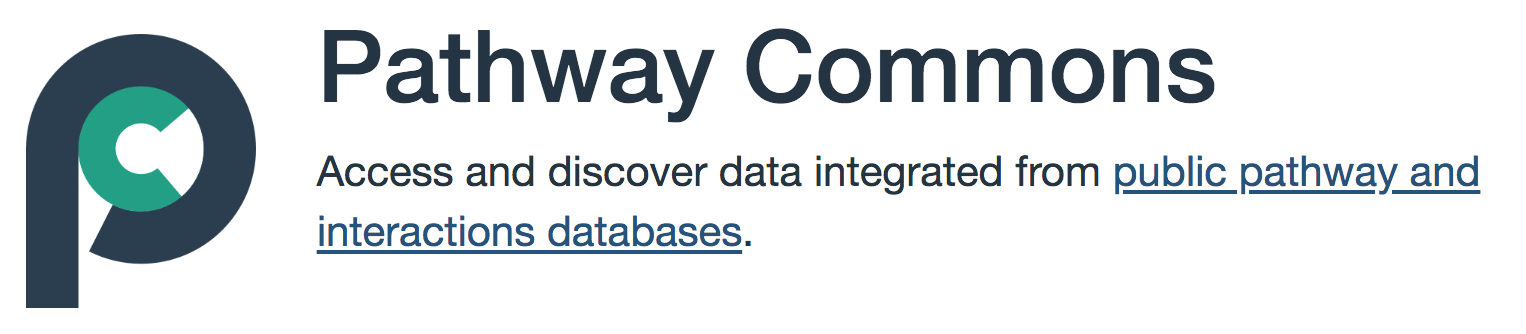 Pathway Commons
Access and discover data integrated from public pathway and
interactions databases.